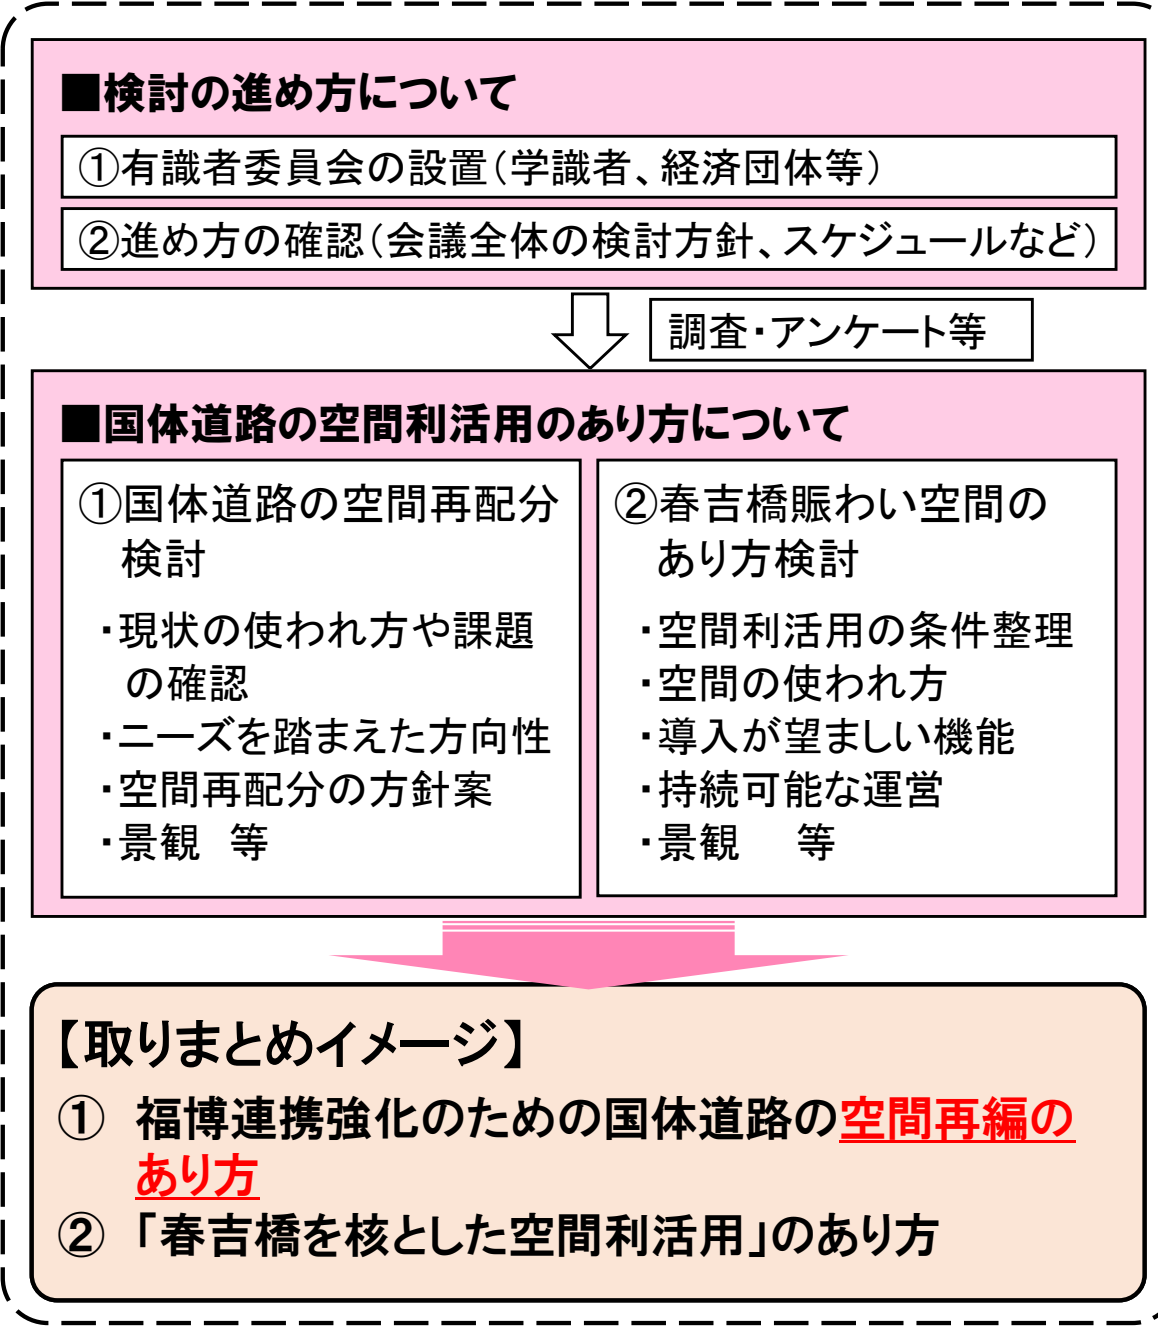 ■検討の進め方について
①有識者委員会の設置（学識者、経済団体等）
②進め方の確認（会議全体の検討方針、スケジュールなど）
調査・アンケート等
■国体道路の空間利活用のあり方について
①国体道路の空間再配分
検討
・現状の使われ方や課題
の確認
・ニーズを踏まえた方向性
・空間再配分の方針案
・景観　等
②春吉橋賑わい空間の
あり方検討
・空間利活用の条件整理
・空間の使われ方
・導入が望ましい機能
・持続可能な運営
・景観　等
【取りまとめイメージ】
①　福博連携強化のための国体道路の空間再編の
あり方
②　「春吉橋を核とした空間利活用」のあり方